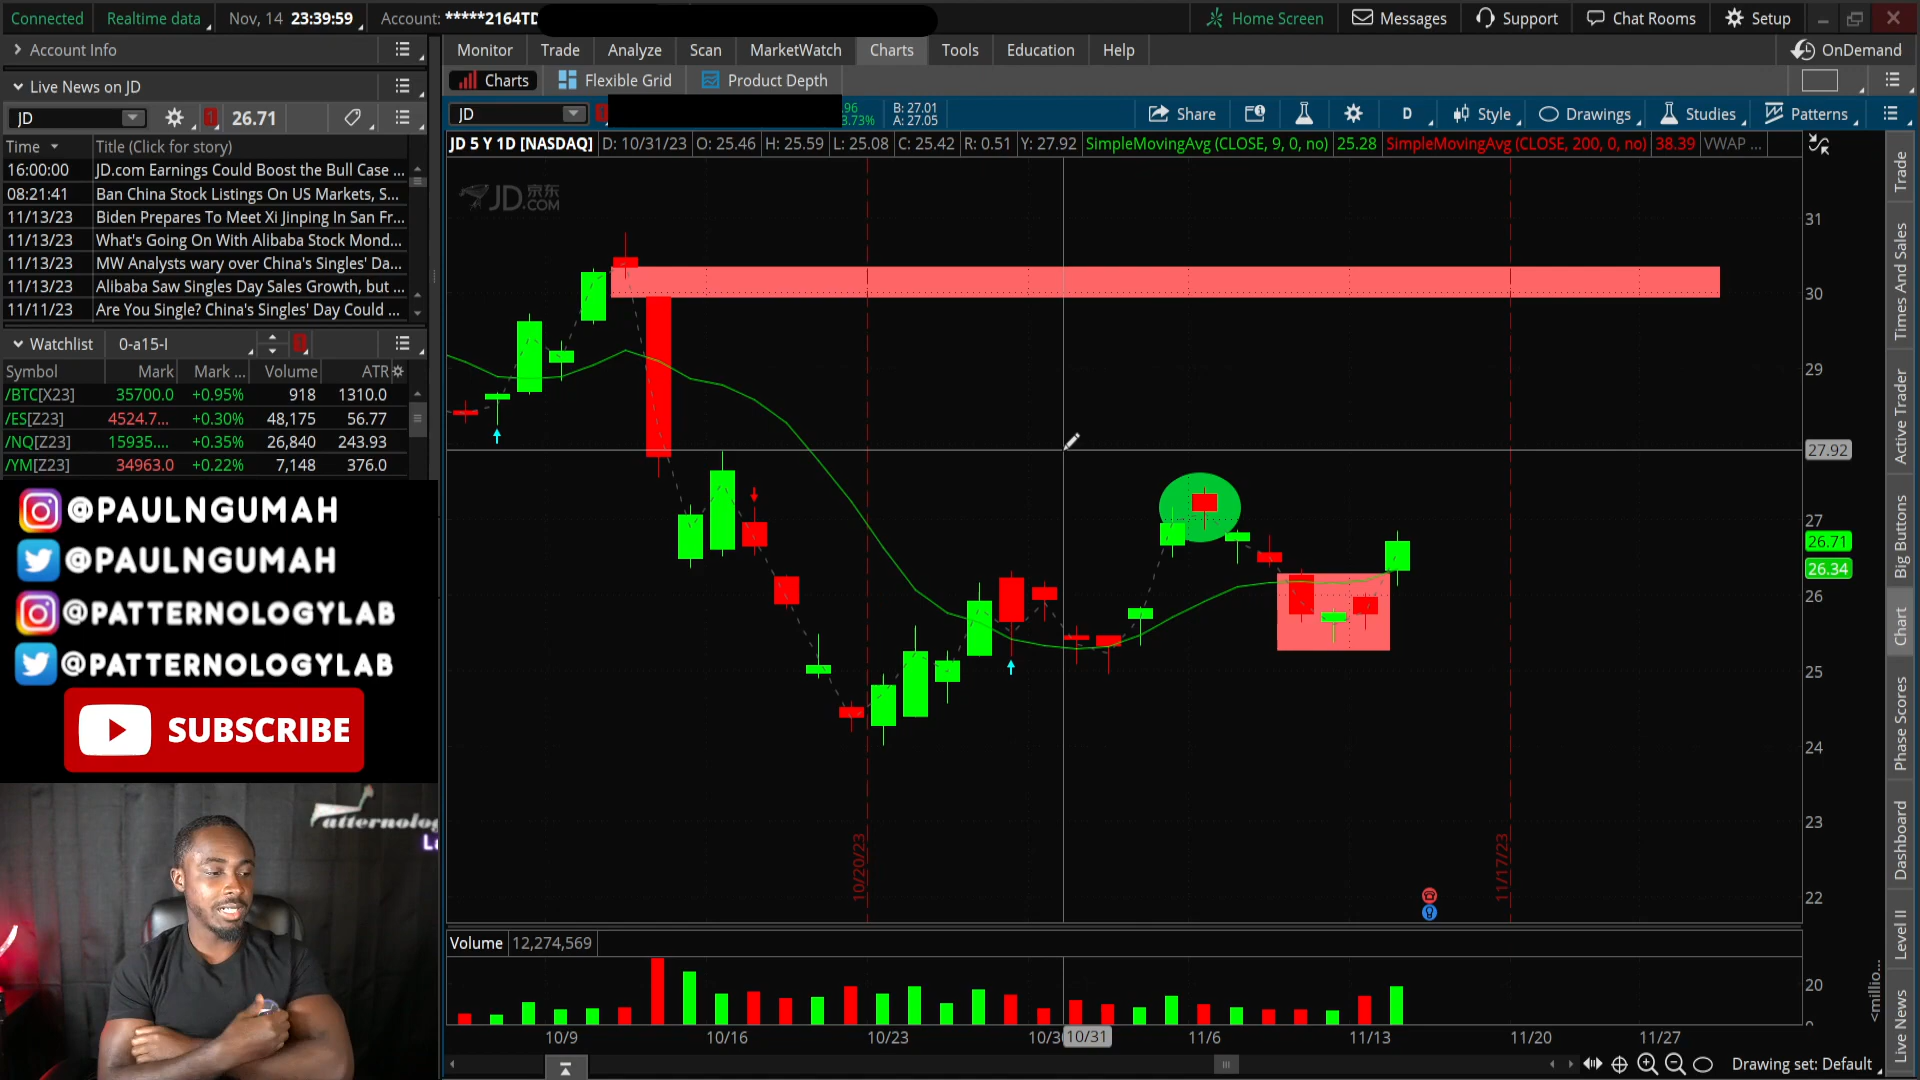 Connected Realtime data Nov, 14 23:39:59 Account: *****2164TD Home Screen Messages Support Chat Rooms Setup
Account Info
Monitor Trade Analyze Scan MarketWatch Charts Tools Education Help OnDemand
Live News on JD
Charts Flexible Grid Product Depth
JD 1 26.71
JD .96 3.73% B: 27.01 A: 27.05 Share D Style Drawings Studies Patterns
JD 5 Y 1D [NASDAQ] D: 10/31/23 O: 25.46 H: 25.59 L: 25.08 C: 25.42 R: 0.51 Y: 27.92 SimpleMovingAvg (CLOSE, 9, 0, no) 25.28 SimpleMovingAvg (CLOSE, 200, 0, no) 38.39 VWAP ...
Time Title (Click for story)
16:00:00 JD.com Earnings Could Boost the Bull Case ...
08:21:41 Ban China Stock Listings On US Markets, S...
11/13/23 Biden Prepares To Meet Xi Jinping In San Fr...
11/13/23 What's Going On With Alibaba Stock Mond...
11/13/23 MW Analysts wary over China's Singles' Da...
11/13/23 Alibaba Saw Singles Day Sales Growth, but ...
11/11/23 Are You Single? China's Singles' Day Could ...
Watchlist 0-a15-I
Symbol Mark Mark ... Volume ATR
/BTC[X23] 35700.0 +0.95% 918 1310.0
/ES[Z23] 4524.7... +0.30% 48,175 56.77
/NQ[Z23] 15935.... +0.35% 26,840 243.93
/YM[Z23] 34963.0 +0.22% 7,148 376.0
@PAULNGUMAH
@PAULNGUMAH
@PATTERNOLOGYLAB
@PATTERNOLOGYLAB
SUBSCRIBE
Patternolo
La
JD.COM 京东
31
30
29
27.92
27
26.71
26.34
26
25
24
23
22
10/20/23
11/17/23
Volume 12,274,569
20
0
<millio...
10/9 10/16 10/23 10/3 10/31 11/6 11/13 11/20 11/27
Drawing set: Default
Trade
Times And Sales
Active Trader
Big Buttons
Chart
Phase Scores
Dashboard
Level II
Live News